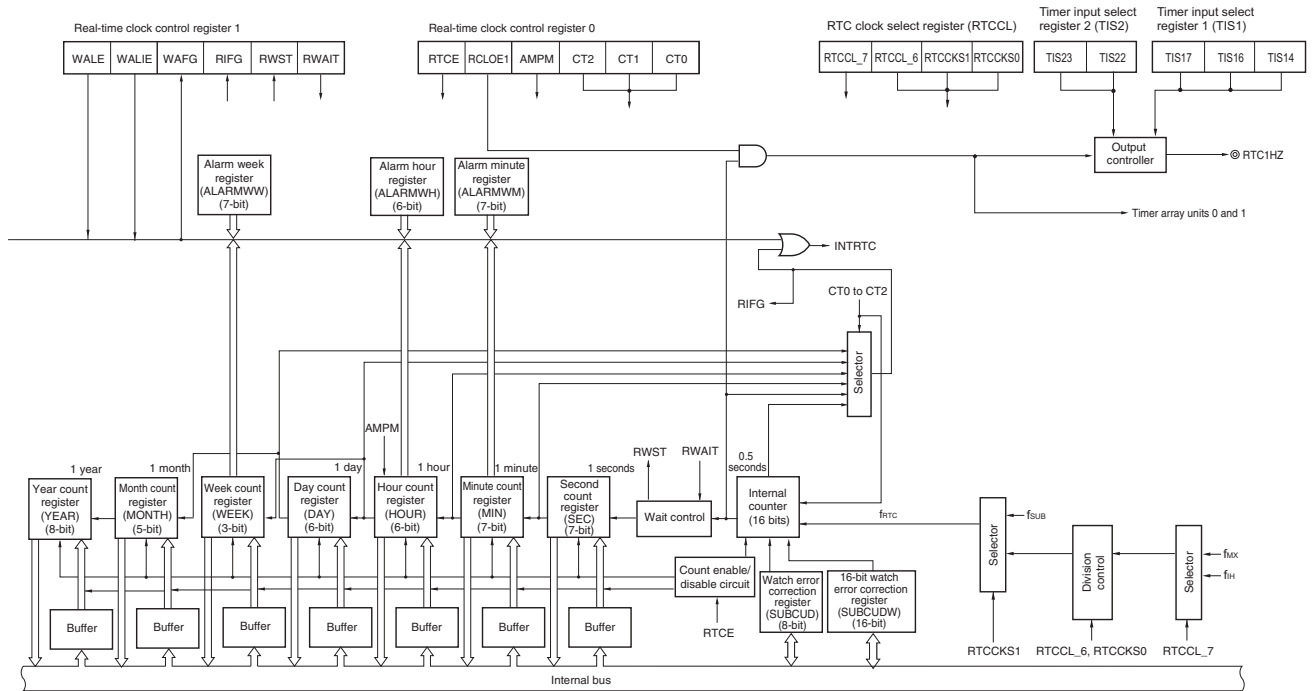 Real-time clock control register 1
Real-time clock control register 0
RTC clock select register (RTCCL)
Timer input select
register 2 (TIS2)
Timer input select
register 1 (TIS1)
WALE WALIE WAFG RIFG RWST RWAIT
RTCE RCLOE1 AMPM CT2 CT1 CT0
RTCCL_7 RTCCL_6 RTCCKS1 RTCCKS0
TIS23 TIS22
TIS17 TIS16 TIS14
Alarm week
register
(ALARMWW)
(7-bit)
Alarm hour
register
(ALARMWH)
(6-bit)
Alarm minute
register
(ALARMWM)
(7-bit)
Output
controller
RTC1HZ
Timer array units 0 and 1
INTRTC
RIFG
CT0 to CT2
Selector
AMPM
RWST
RWAIT
0.5
seconds
1 year
1 month
1 day
1 hour
1 minute
1 seconds
Year count
register
(YEAR)
(8-bit)
Month count
register
(MONTH)
(5-bit)
Week count
register
(WEEK)
(3-bit)
Day count
register
(DAY)
(6-bit)
Hour count
register
(HOUR)
(6-bit)
Minute count
register
(MIN)
(7-bit)
Second
count
register
(SEC)
(7-bit)
Wait control
Internal
counter
(16 bits)
fRTC
Selector
fSUB
Division
control
Selector
fMX
fIH
Count enable/
disable circuit
Watch error
correction
register
(SUBCUD)
(8-bit)
16-bit watch
error correction
register
(SUBCUDW)
(16-bit)
Buffer
Buffer
Buffer
Buffer
Buffer
Buffer
Buffer
RTCE
RTCCKS1
RTCCL_6, RTCCKS0
RTCCL_7
Internal bus